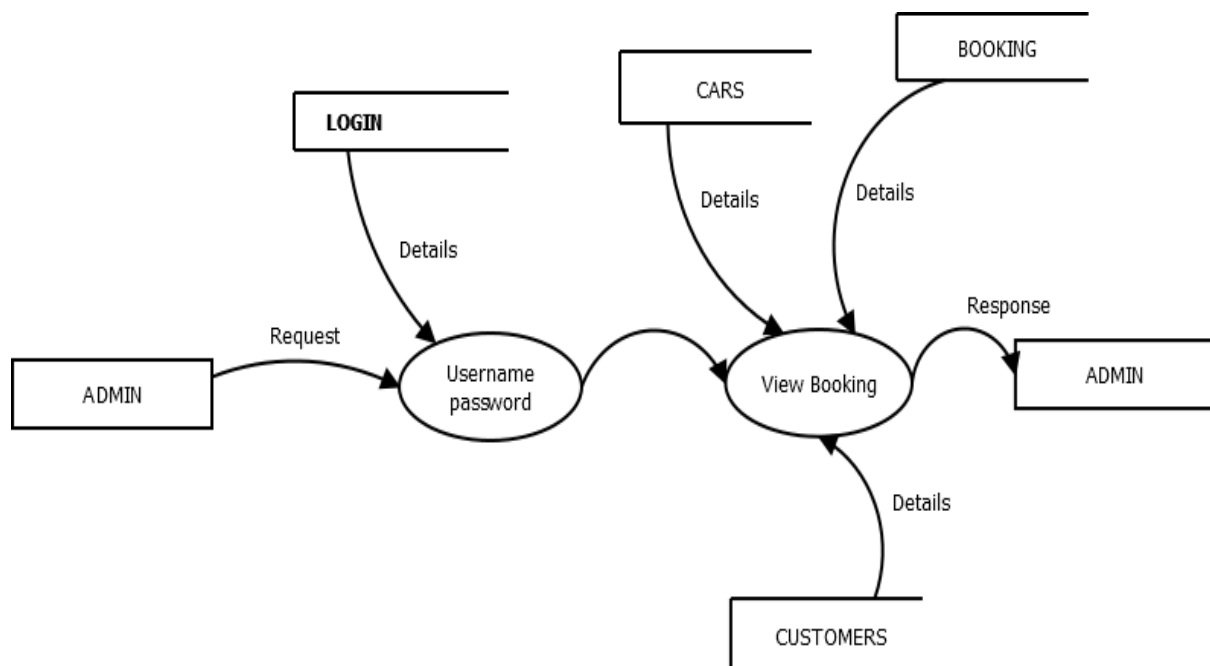 BOOKING
CARS
LOGIN
Details
Details
Details
Request
Response
ADMIN
Username
password
View Booking
ADMIN
Details
CUSTOMERS